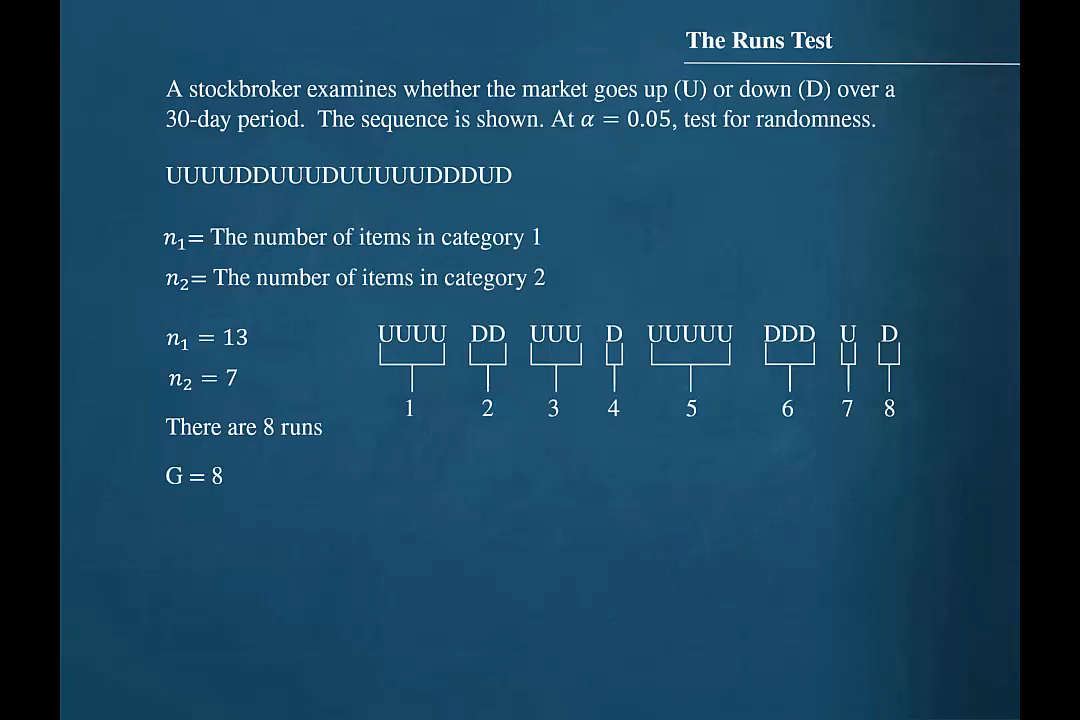 The Runs Test
A stockbroker examines whether the market goes up (U) or down (D) over a
30-day period. The sequence is shown. At α = 0.05, test for randomness.
UUUUDDUUUDUUUUUDDDUD
n₁= The number of items in category 1
n₂= The number of items in category 2
n₁ = 13
UUUU DD UUU D UUUUU DDD U D
n₂ = 7
1 2 3 4 5 6 7 8
There are 8 runs
G = 8